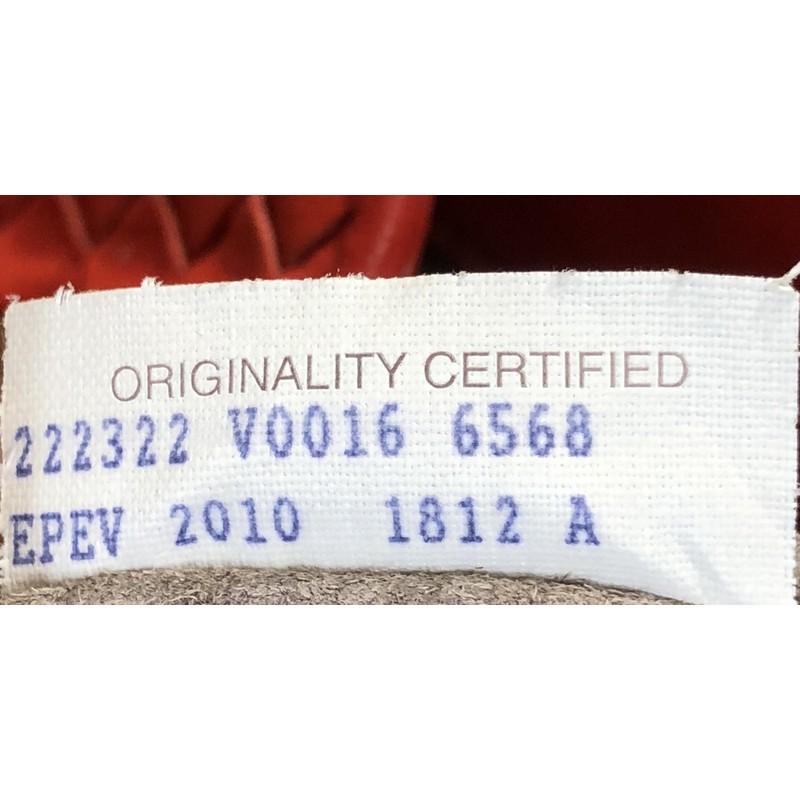 ORIGINALITY CERTIFIED
222322 V0016 6568
EPEV 2010 1812 A